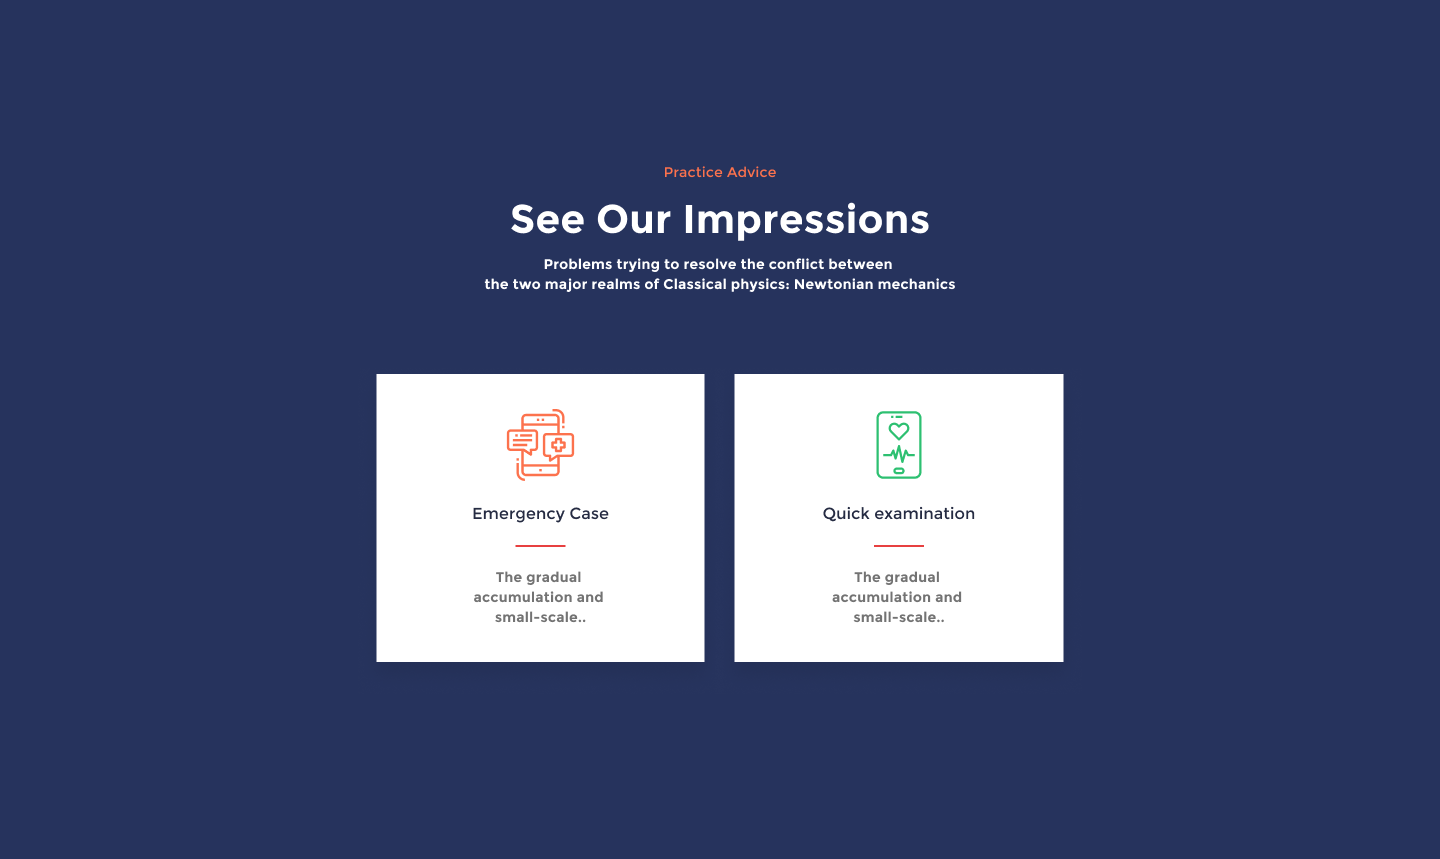 Practice Advice
See Our Impressions
Problems trying to resolve the conflict between
the two major realms of Classical physics: Newtonian mechanics
Emergency Case
The gradual
accumulation and
small-scale..
Quick examination
The gradual
accumulation and
small-scale..